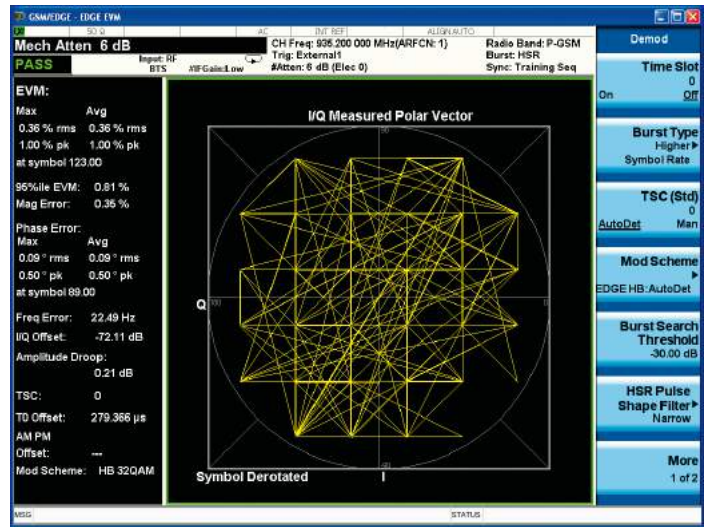 GSM/EDGE - EDGE EVM
50 Ω AC INT REF ALIGN AUTO
Mech Atten 6 dB
CH Freq: 935.200 000 MHz(ARFCN: 1)
Radio Band: P-GSM
PASS
Input: RF
BTS #IFGain:Low
Trig: External1
#Atten: 6 dB (Elec 0)
Burst: HSR
Sync: Training Seq
EVM:
Max Avg
0.36 % rms 0.36 % rms
1.00 % pk 1.00 % pk
at symbol 123.00
95%ile EVM: 0.81 %
Mag Error: 0.35 %
Phase Error:
Max Avg
0.09 ° rms 0.09 ° rms
0.50 ° pk 0.50 ° pk
at symbol 89.00
Freq Error: 22.49 Hz
I/Q Offset: -72.11 dB
Amplitude Droop:
0.21 dB
TSC: 0
T0 Offset: 279.366 µs
AM PM
Offset: ---
Mod Scheme: HB 32QAM
I/Q Measured Polar Vector
90
Q 180 0
Symbol Derotated I
Demod
Time Slot
0
On Off
Burst Type
Higher
Symbol Rate
TSC (Std)
0
AutoDet Man
Mod Scheme
EDGE HB:AutoDet
Burst Search
Threshold
-30.00 dB
HSR Pulse
Shape Filter
Narrow
More
1 of 2
MSG STATUS